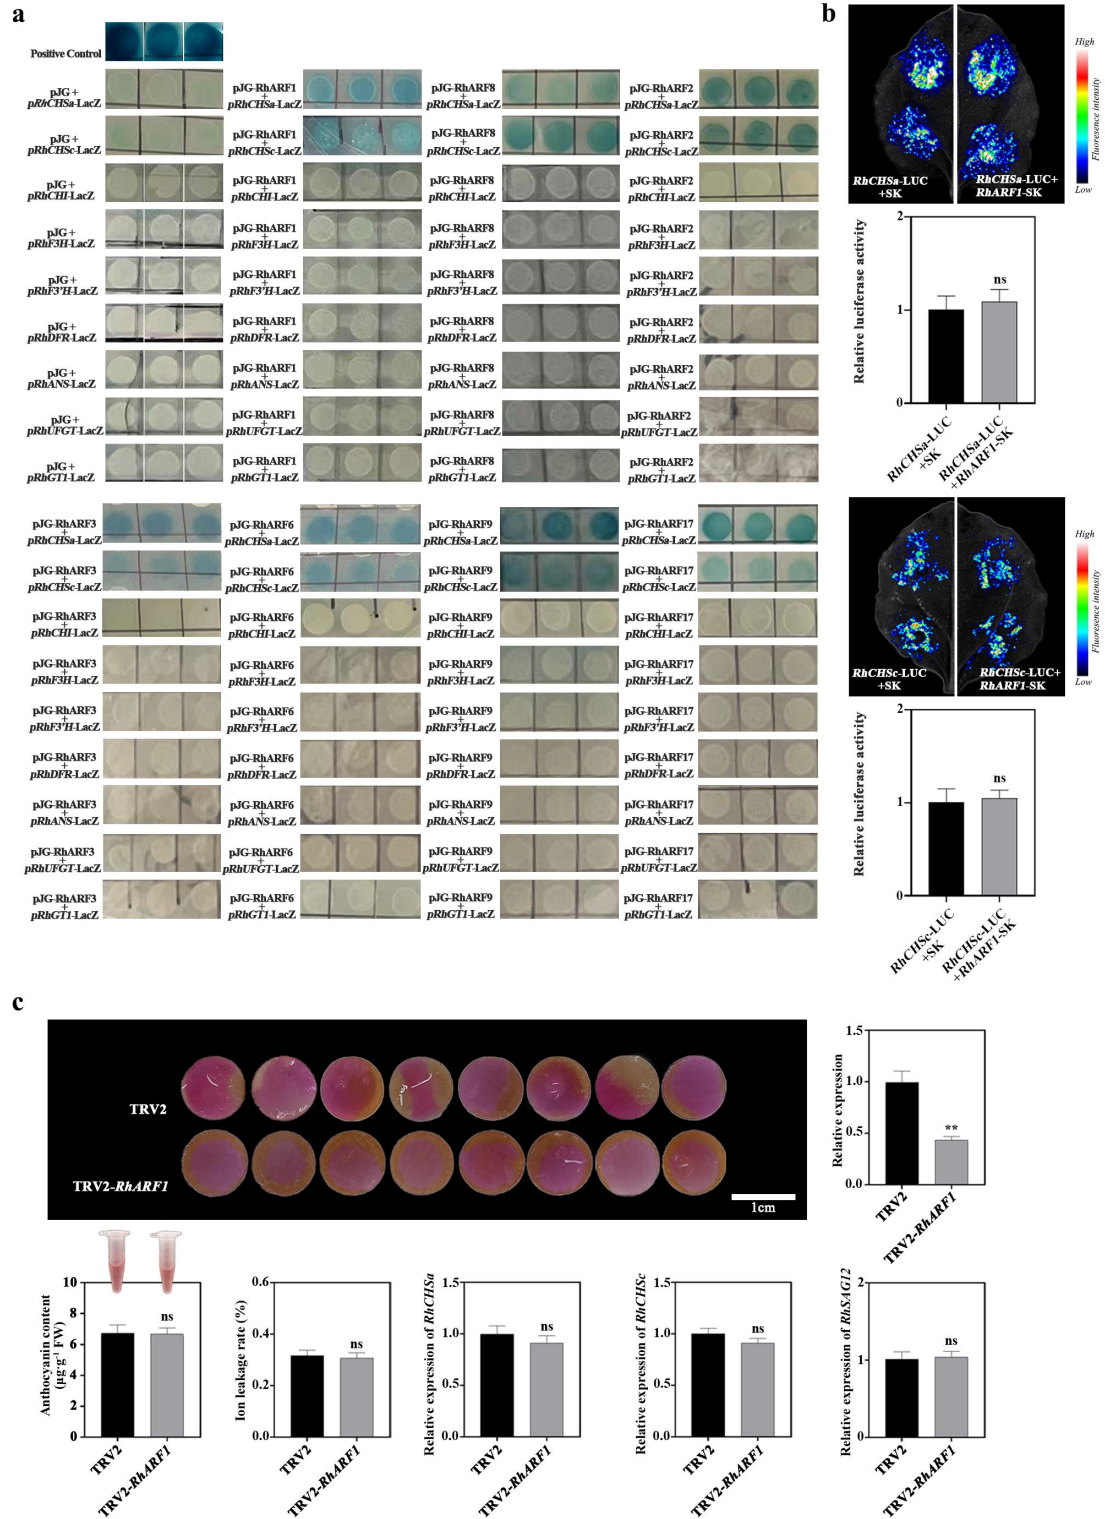 a
Positive Control
pJG +
pRhCHSa-LacZ
pJG-RhARF1
+
pRhCHSa-LacZ
pJG-RhARF8
+
pRhCHSa-LacZ
pJG-RhARF2
+
pRhCHSa-LacZ
pJG +
pRhCHSc-LacZ
pJG-RhARF1
+
pRhCHSc-LacZ
pJG-RhARF8
+
pRhCHSc-LacZ
pJG-RhARF2
+
pRhCHSc-LacZ
pJG +
pRhCHI-LacZ
pJG-RhARF1
+
pRhCHI-LacZ
pJG-RhARF8
+
pRhCHI-LacZ
pJG-RhARF2
+
pRhCHI-LacZ
pJG +
pRhF3H-LacZ
pJG-RhARF1
+
pRhF3H-LacZ
pJG-RhARF8
+
pRhF3H-LacZ
pJG-RhARF2
+
pRhF3H-LacZ
pJG +
pRhF3'H-LacZ
pJG-RhARF1
+
pRhF3'H-LacZ
pJG-RhARF8
+
pRhF3'H-LacZ
pJG-RhARF2
+
pRhF3'H-LacZ
pJG +
pRhDFR-LacZ
pJG-RhARF1
+
pRhDFR-LacZ
pJG-RhARF8
+
pRhDFR-LacZ
pJG-RhARF2
+
pRhDFR-LacZ
pJG +
pRhANS-LacZ
pJG-RhARF1
+
pRhANS-LacZ
pJG-RhARF8
+
pRhANS-LacZ
pJG-RhARF2
+
pRhANS-LacZ
pJG +
pRhUFGT-LacZ
pJG-RhARF1
+
pRhUFGT-LacZ
pJG-RhARF8
+
pRhUFGT-LacZ
pJG-RhARF2
+
pRhUFGT-LacZ
pJG +
pRhGT1-LacZ
pJG-RhARF1
+
pRhGT1-LacZ
pJG-RhARF8
+
pRhGT1-LacZ
pJG-RhARF2
+
pRhGT1-LacZ
pJG-RhARF3
+
pRhCHSa-LacZ
pJG-RhARF6
+
pRhCHSa-LacZ
pJG-RhARF9
+
pRhCHSa-LacZ
pJG-RhARF17
+
pRhCHSa-LacZ
pJG-RhARF3
+
pRhCHSc-LacZ
pJG-RhARF6
+
pRhCHSc-LacZ
pJG-RhARF9
+
pRhCHSc-LacZ
pJG-RhARF17
+
pRhCHSc-LacZ
pJG-RhARF3
+
pRhCHI-LacZ
pJG-RhARF6
+
pRhCHI-LacZ
pJG-RhARF9
+
pRhCHI-LacZ
pJG-RhARF17
+
pRhCHI-LacZ
pJG-RhARF3
+
pRhF3H-LacZ
pJG-RhARF6
+
pRhF3H-LacZ
pJG-RhARF9
+
pRhF3H-LacZ
pJG-RhARF17
+
pRhF3H-LacZ
pJG-RhARF3
+
pRhF3'H-LacZ
pJG-RhARF6
+
pRhF3'H-LacZ
pJG-RhARF9
+
pRhF3'H-LacZ
pJG-RhARF17
+
pRhF3'H-LacZ
pJG-RhARF3
+
pRhDFR-LacZ
pJG-RhARF6
+
pRhDFR-LacZ
pJG-RhARF9
+
pRhDFR-LacZ
pJG-RhARF17
+
pRhDFR-LacZ
pJG-RhARF3
+
pRhANS-LacZ
pJG-RhARF6
+
pRhANS-LacZ
pJG-RhARF9
+
pRhANS-LacZ
pJG-RhARF17
+
pRhANS-LacZ
pJG-RhARF3
+
pRhUFGT-LacZ
pJG-RhARF6
+
pRhUFGT-LacZ
pJG-RhARF9
+
pRhUFGT-LacZ
pJG-RhARF17
+
pRhUFGT-LacZ
pJG-RhARF3
+
pRhGT1-LacZ
pJG-RhARF6
+
pRhGT1-LacZ
pJG-RhARF9
+
pRhGT1-LacZ
pJG-RhARF17
+
pRhGT1-LacZ
b
RhCHSa-LUC
+SK
RhCHSa-LUC+
RhARF1-SK
High
Fluoresence intensity
Low
Relative luciferase activity
2
1
0
ns
RhCHSa-LUC
+SK
RhCHSa-LUC
+RhARF1-SK
RhCHSc-LUC
+SK
RhCHSc-LUC+
RhARF1-SK
High
Fluoresence intensity
Low
Relative luciferase activity
2
1
0
ns
RhCHSc-LUC
+SK
RhCHSc-LUC
+RhARF1-SK
c
TRV2
TRV2-RhARF1
1cm
Relative expression
1.5
1.0
0.5
0.0
**
TRV2
TRV2-RhARF1
Anthocyanin content
(μg·g⁻¹ FW)
10
8
6
4
2
0
ns
TRV2
TRV2-RhARF1
Ion leakage rate (%)
0.6
0.4
0.2
0.0
ns
TRV2
TRV2-RhARF1
Relative expression of RhCHSa
1.5
1.0
0.5
0.0
ns
TRV2
TRV2-RhARF1
Relative expression of RhCHSc
1.5
1.0
0.5
0.0
ns
TRV2
TRV2-RhARF1
Relative expression of RhSAG12
2
1
0
ns
TRV2
TRV2-RhARF1